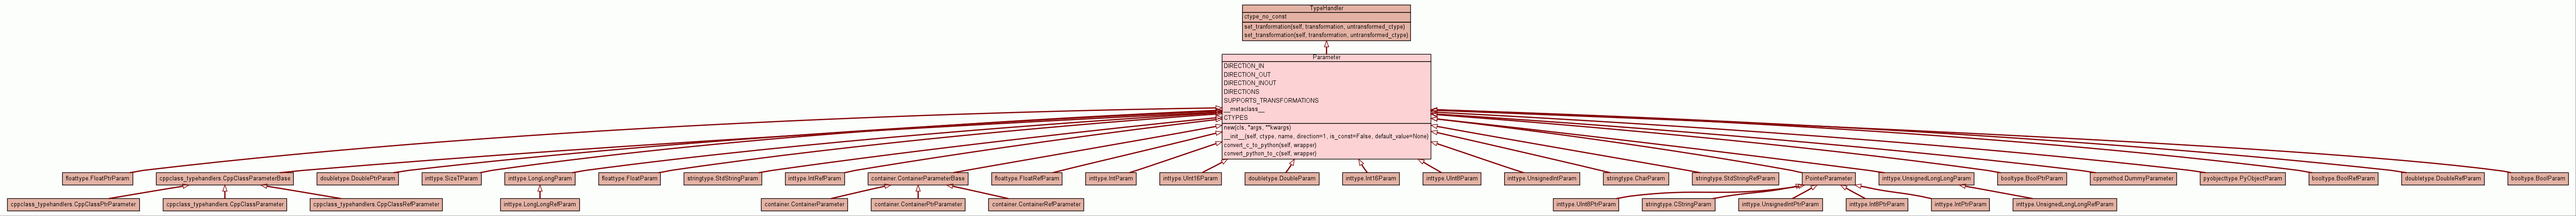 TypeHandler
ctype_no_const
set_tranformation(self, transformation, untransformed_ctype)
set_transformation(self, transformation, untransformed_ctype)
Parameter
DIRECTION_IN
DIRECTION_OUT
DIRECTION_INOUT
DIRECTIONS
SUPPORTS_TRANSFORMATIONS
__metaclass__
CTYPES
new(cls, *args, **kwargs)
__init__(self, ctype, name, direction=1, is_const=False, default_value=None)
convert_c_to_python(self, wrapper)
convert_python_to_c(self, wrapper)
floattype.FloatPtrParam
cppclass_typehandlers.CppClassParameterBase
doubletype.DoublePtrParam
inttype.SizeTParam
inttype.LongLongParam
floattype.FloatParam
stringtype.StdStringParam
inttype.IntRefParam
container.ContainerParameterBase
floattype.FloatRefParam
inttype.IntParam
inttype.UInt16Param
doubletype.DoubleParam
inttype.Int16Param
inttype.UInt8Param
inttype.UnsignedIntParam
stringtype.CharParam
stringtype.StdStringRefParam
PointerParameter
inttype.UnsignedLongLongParam
booltype.BoolPtrParam
cppmethod.DummyParameter
pyobjecttype.PyObjectParam
booltype.BoolRefParam
doubletype.DoubleRefParam
booltype.BoolParam
cppclass_typehandlers.CppClassPtrParameter
cppclass_typehandlers.CppClassParameter
cppclass_typehandlers.CppClassRefParameter
inttype.LongLongRefParam
container.ContainerParameter
container.ContainerPtrParameter
container.ContainerRefParameter
inttype.UInt8PtrParam
stringtype.CStringParam
inttype.UnsignedIntPtrParam
inttype.Int8PtrParam
inttype.IntPtrParam
inttype.UnsignedLongLongRefParam